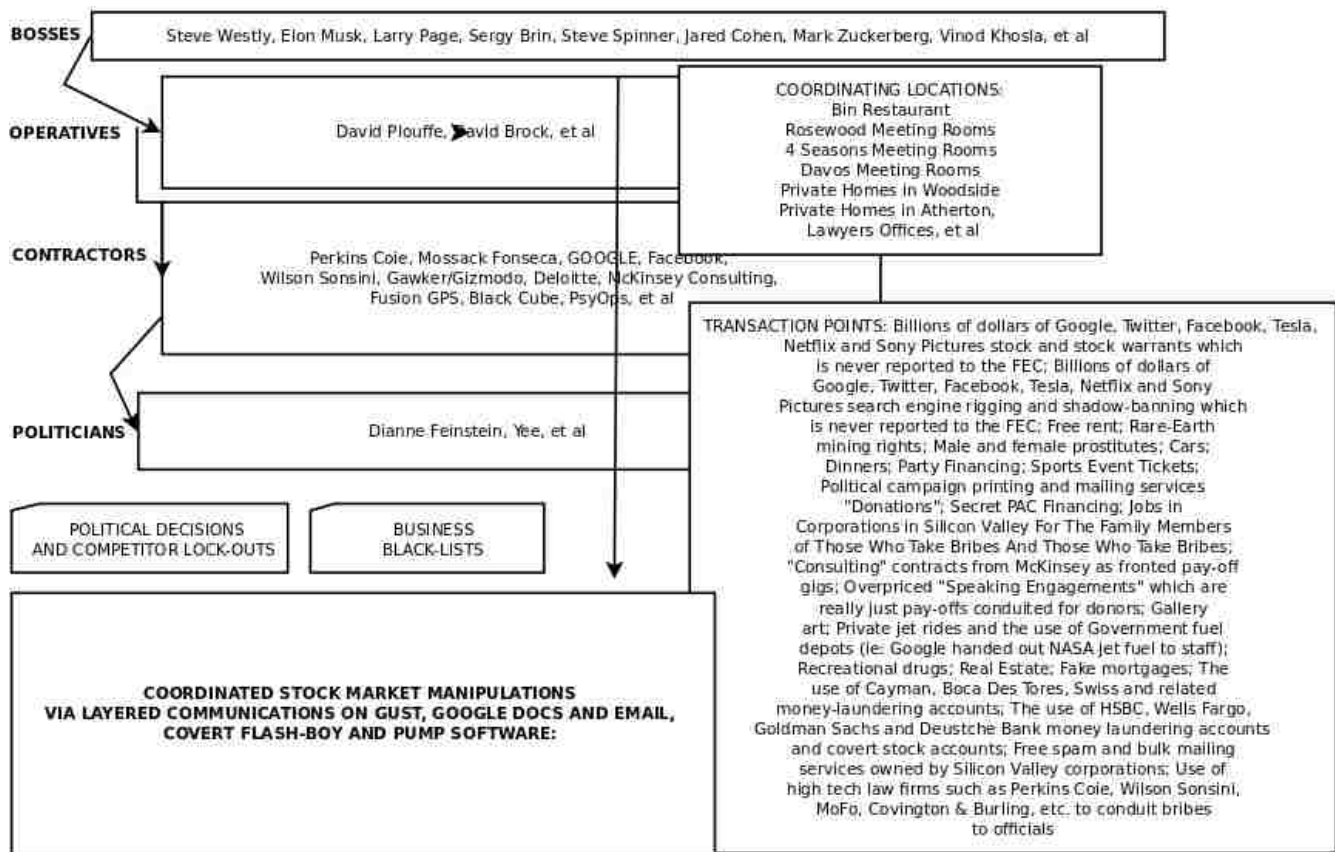 BOSSES
Steve Westly, Elon Musk, Larry Page, Sergy Brin, Steve Spinner, Jared Cohen, Mark Zuckerberg, Vinod Khosla, et al
OPERATIVES
David Plouffe, David Brock, et al
COORDINATING LOCATIONS:
Bin Restaurant
Rosewood Meeting Rooms
4 Seasons Meeting Rooms
Davos Meeting Rooms
Private Homes in Woodside
Private Homes in Atherton,
Lawyers Offices, et al
CONTRACTORS
Perkins Coie, Mossack Fonseca, GOOGLE, Facebook,
Wilson Sonsini, Gawker/Gizmodo, Deloitte, McKinsey Consulting,
Fusion GPS, Black Cube, PsyOps, et al
POLITICIANS
Dianne Feinstein, Yee, et al
TRANSACTION POINTS: Billions of dollars of Google, Twitter, Facebook, Tesla,
Netflix and Sony Pictures stock and stock warrants which
is never reported to the FEC; Billions of dollars of
Google, Twitter, Facebook, Tesla, Netflix and Sony
Pictures search engine rigging and shadow-banning which
is never reported to the FEC; Free rent; Rare-Earth
mining rights; Male and female prostitutes; Cars;
Dinners; Party Financing; Sports Event Tickets;
Political campaign printing and mailing services
"Donations"; Secret PAC Financing; Jobs in
Corporations in Silicon Valley For The Family Members
of Those Who Take Bribes And Those Who Take Bribes;
"Consulting" contracts from McKinsey as fronted pay-off
gigs; Overpriced "Speaking Engagements" which are
really just pay-offs conduited for donors; Gallery
art; Private jet rides and the use of Government fuel
depots (ie: Google handed out NASA jet fuel to staff);
Recreational drugs; Real Estate; Fake mortgages; The
use of Cayman, Boca Des Tores, Swiss and related
money-laundering accounts; The use of HSBC, Wells Fargo,
Goldman Sachs and Deustche Bank money laundering accounts
and covert stock accounts; Free spam and bulk mailing
services owned by Silicon Valley corporations; Use of
high tech law firms such as Perkins Coie, Wilson Sonsini,
MoFo, Covington & Burling, etc. to conduit bribes
to officials
POLITICAL DECISIONS
AND COMPETITOR LOCK-OUTS
BUSINESS
BLACK-LISTS
COORDINATED STOCK MARKET MANIPULATIONS
VIA LAYERED COMMUNICATIONS ON GUST, GOOGLE DOCS AND EMAIL,
COVERT FLASH-BOY AND PUMP SOFTWARE: